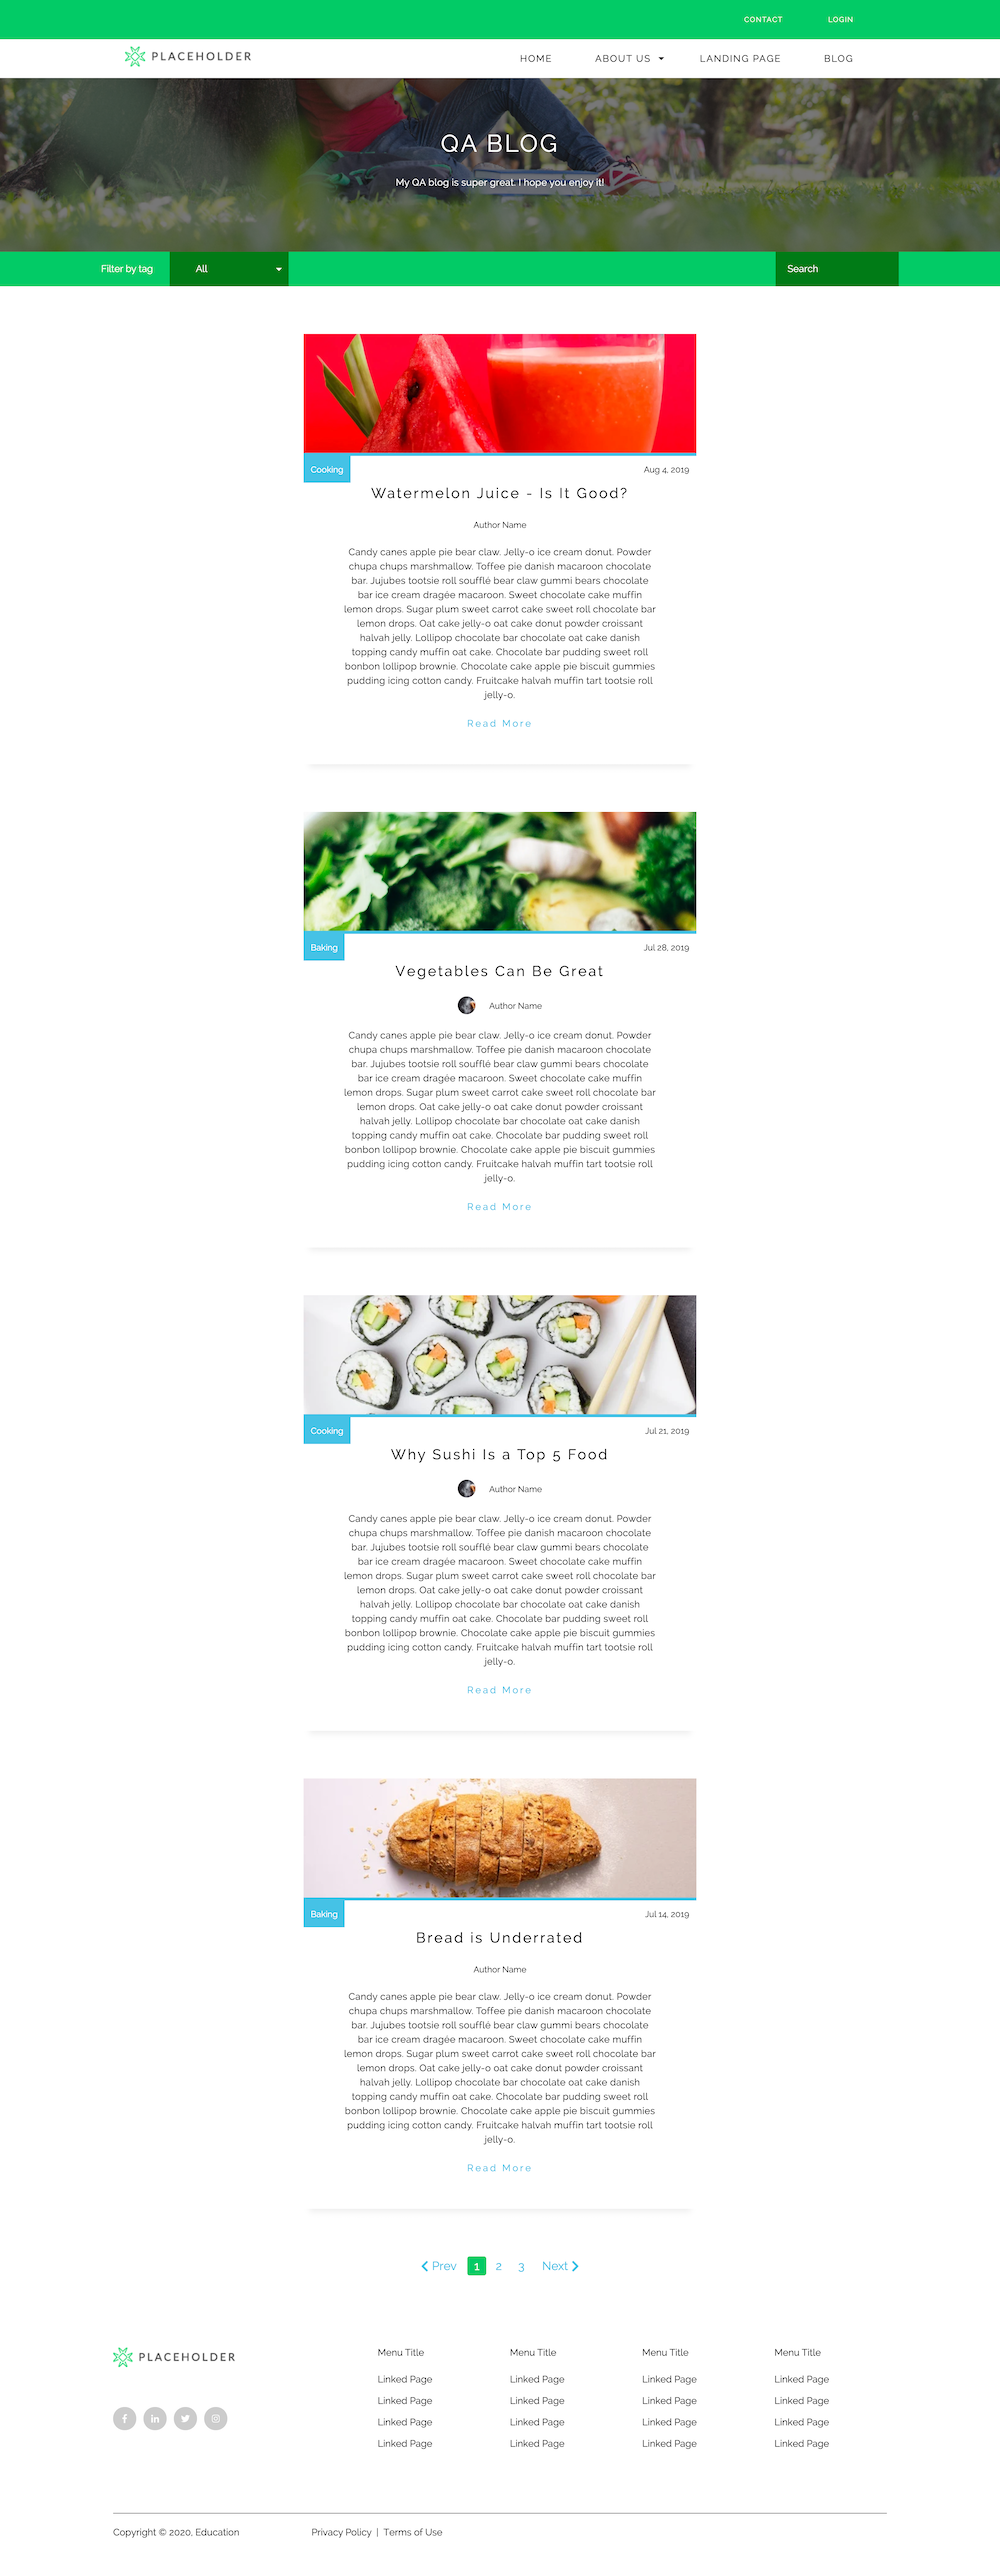 CONTACT LOGIN
PLACEHOLDER HOME ABOUT US LANDING PAGE BLOG
QA BLOG
My QA blog is super great. I hope you enjoy it!
Filter by tag All Search
Cooking Aug 4, 2019
Watermelon Juice - Is It Good?
Author Name
Candy canes apple pie bear claw. Jelly-o ice cream donut. Powder
chupa chups marshmallow. Toffee pie danish macaroon chocolate
bar. Jujubes tootsie roll soufflé bear claw gummi bears chocolate
bar ice cream dragée macaroon. Sweet chocolate cake muffin
lemon drops. Sugar plum sweet carrot cake sweet roll chocolate bar
lemon drops. Oat cake jelly-o oat cake donut powder croissant
halvah jelly. Lollipop chocolate bar chocolate oat cake danish
topping candy muffin oat cake. Chocolate bar pudding sweet roll
bonbon lollipop brownie. Chocolate cake apple pie biscuit gummies
pudding icing cotton candy. Fruitcake halvah muffin tart tootsie roll
jelly-o.
Read More
Baking Jul 28, 2019
Vegetables Can Be Great
Author Name
Candy canes apple pie bear claw. Jelly-o ice cream donut. Powder
chupa chups marshmallow. Toffee pie danish macaroon chocolate
bar. Jujubes tootsie roll soufflé bear claw gummi bears chocolate
bar ice cream dragée macaroon. Sweet chocolate cake muffin
lemon drops. Sugar plum sweet carrot cake sweet roll chocolate bar
lemon drops. Oat cake jelly-o oat cake donut powder croissant
halvah jelly. Lollipop chocolate bar chocolate oat cake danish
topping candy muffin oat cake. Chocolate bar pudding sweet roll
bonbon lollipop brownie. Chocolate cake apple pie biscuit gummies
pudding icing cotton candy. Fruitcake halvah muffin tart tootsie roll
jelly-o.
Read More
Cooking Jul 21, 2019
Why Sushi Is a Top 5 Food
Author Name
Candy canes apple pie bear claw. Jelly-o ice cream donut. Powder
chupa chups marshmallow. Toffee pie danish macaroon chocolate
bar. Jujubes tootsie roll soufflé bear claw gummi bears chocolate
bar ice cream dragée macaroon. Sweet chocolate cake muffin
lemon drops. Sugar plum sweet carrot cake sweet roll chocolate bar
lemon drops. Oat cake jelly-o oat cake donut powder croissant
halvah jelly. Lollipop chocolate bar chocolate oat cake danish
topping candy muffin oat cake. Chocolate bar pudding sweet roll
bonbon lollipop brownie. Chocolate cake apple pie biscuit gummies
pudding icing cotton candy. Fruitcake halvah muffin tart tootsie roll
jelly-o.
Read More
Baking Jul 14, 2019
Bread is Underrated
Author Name
Candy canes apple pie bear claw. Jelly-o ice cream donut. Powder
chupa chups marshmallow. Toffee pie danish macaroon chocolate
bar. Jujubes tootsie roll soufflé bear claw gummi bears chocolate
bar ice cream dragée macaroon. Sweet chocolate cake muffin
lemon drops. Sugar plum sweet carrot cake sweet roll chocolate bar
lemon drops. Oat cake jelly-o oat cake donut powder croissant
halvah jelly. Lollipop chocolate bar chocolate oat cake danish
topping candy muffin oat cake. Chocolate bar pudding sweet roll
bonbon lollipop brownie. Chocolate cake apple pie biscuit gummies
pudding icing cotton candy. Fruitcake halvah muffin tart tootsie roll
jelly-o.
Read More
Prev 1 2 3 Next
PLACEHOLDER Menu Title Menu Title Menu Title Menu Title
Linked Page Linked Page Linked Page Linked Page
Linked Page Linked Page Linked Page Linked Page
Linked Page Linked Page Linked Page Linked Page
Linked Page Linked Page Linked Page Linked Page
Copyright © 2020, Education Privacy Policy | Terms of Use